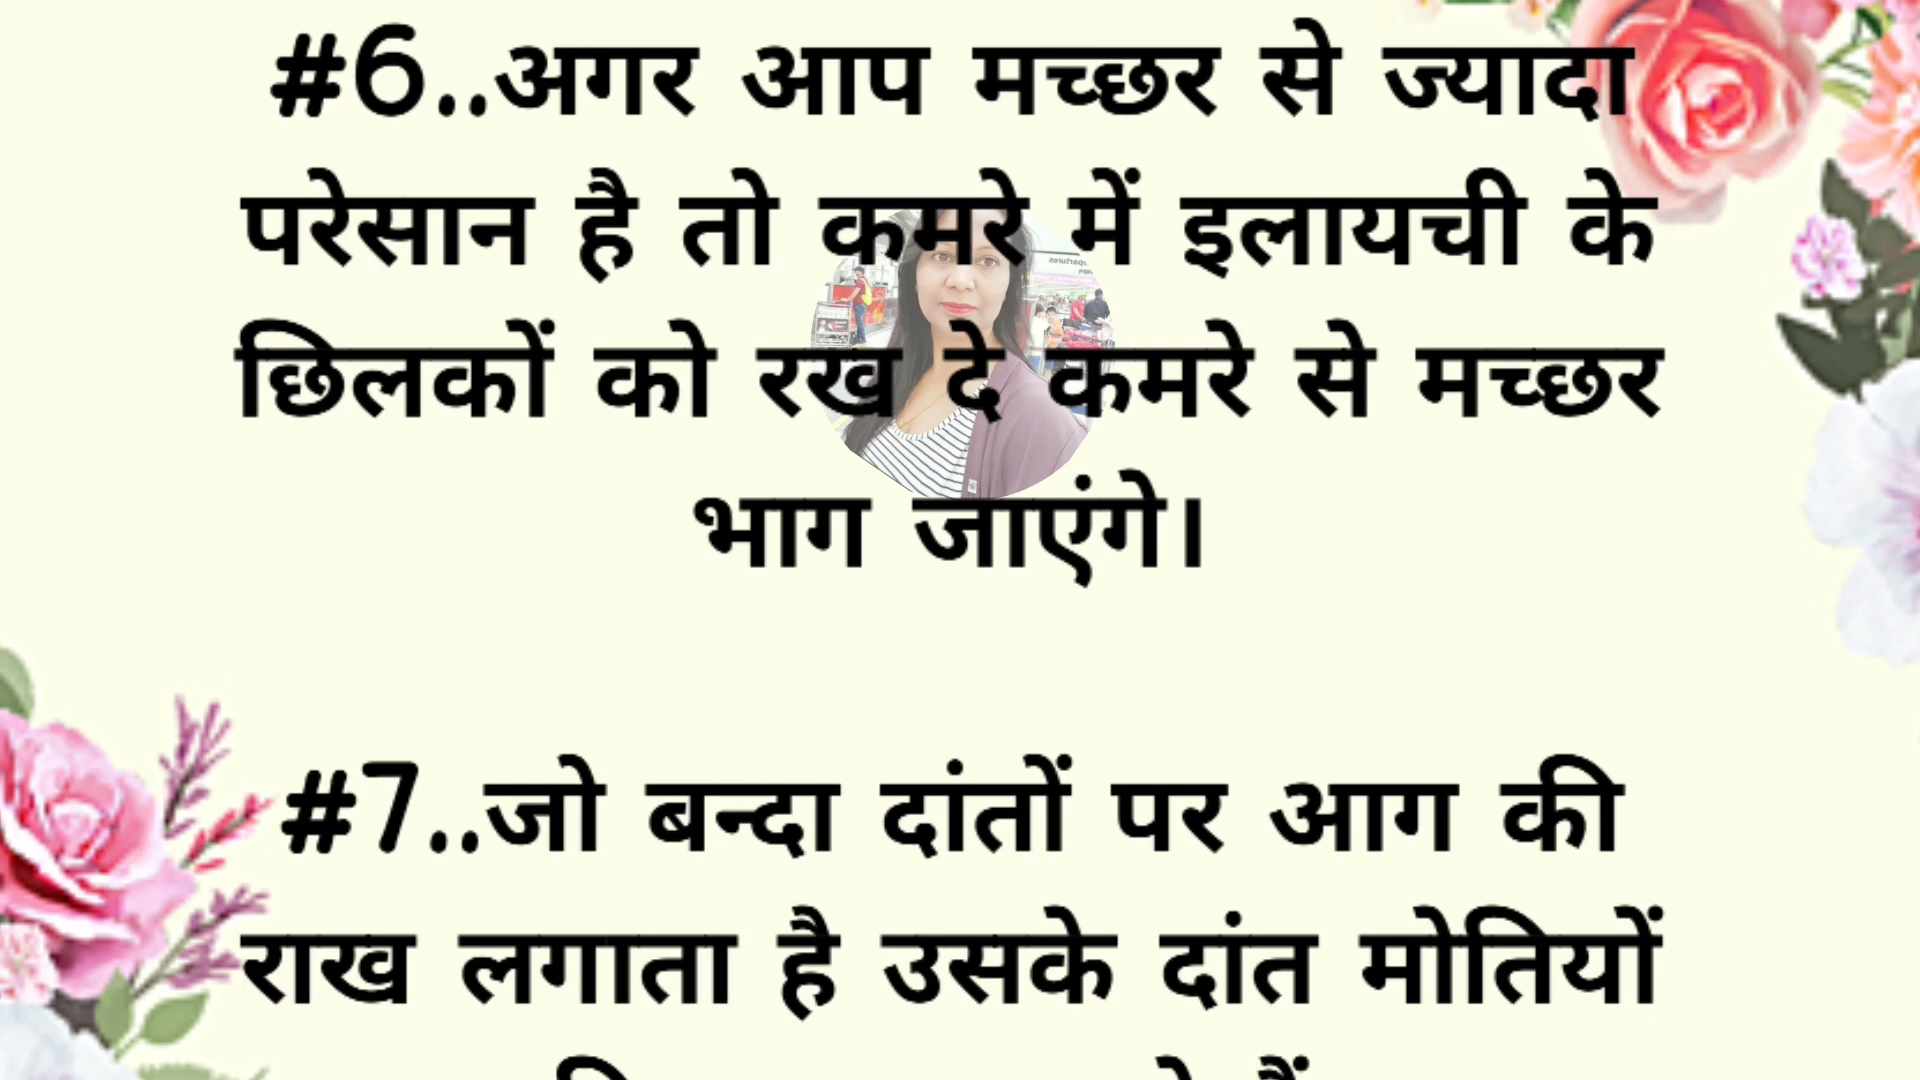 #6..अगर आप मच्छर से ज्यादा
परेसान है तो कमरे में इलायची के
छिलकों को रख दे कमरे से मच्छर
भाग जाएंगे।
#7..जो बन्दा दांतों पर आग की
राख लगाता है उसके दांत मोतियों